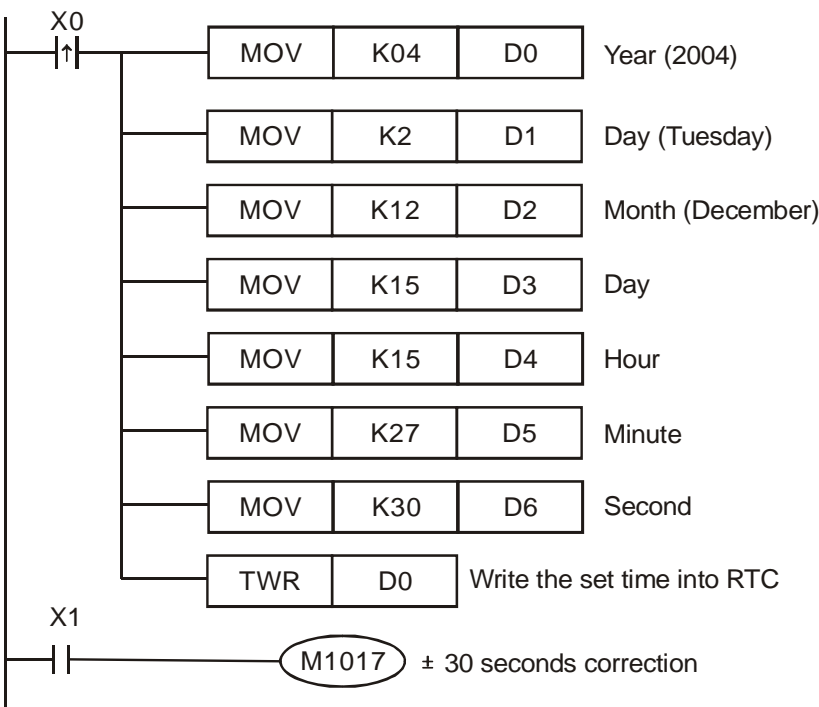 X0
MOV K04 D0 Year (2004)
MOV K2 D1 Day (Tuesday)
MOV K12 D2 Month (December)
MOV K15 D3 Day
MOV K15 D4 Hour
MOV K27 D5 Minute
MOV K30 D6 Second
TWR D0 Write the set time into RTC
X1
M1017 ± 30 seconds correction